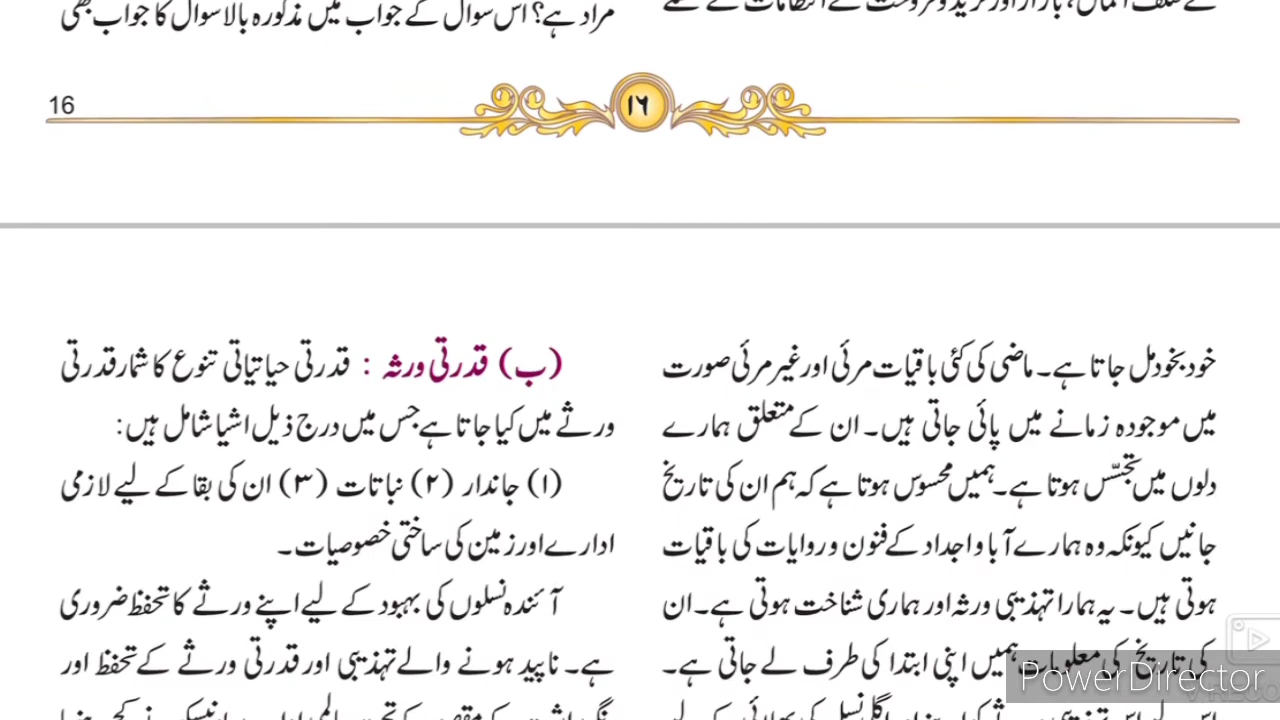 مراد ہے؟ اس سوال کے جواب میں مذکورہ بالا سوال کا جواب بھی
16
۱۶
خود بخود مل جاتا ہے۔ ماضی کی کئی باقیات مرئی اور غیر مرئی صورت
میں موجودہ زمانے میں پائی جاتی ہیں۔ ان کے متعلق ہمارے
دلوں میں تجسّس ہوتا ہے۔ ہمیں محسوس ہوتا ہے کہ ہم ان کی تاریخ
جانیں کیونکہ وہ ہمارے آبا و اجداد کے فنون و روایات کی باقیات
ہوتی ہیں۔ یہ ہمارا تہذیبی ورثہ اور ہماری شناخت ہوتی ہے۔ ان
کی تاریخ کی معلومات ہمیں اپنی ابتدا کی طرف لے جاتی ہے۔
(ب) قدرتی ورثہ : قدرتی حیاتیاتی تنوع کا شمار قدرتی
ورثے میں کیا جاتا ہے جس میں درج ذیل اشیا شامل ہیں:
(۱) جاندار (۲) نباتات (۳) ان کی بقا کے لیے لازمی
ادارے اور زمین کی ساختی خصوصیات۔
آئندہ نسلوں کی بہبود کے لیے اپنے ورثے کا تحفظ ضروری
ہے۔ ناپید ہونے والے تہذیبی اور قدرتی ورثے کے تحفظ اور
PowerDirector